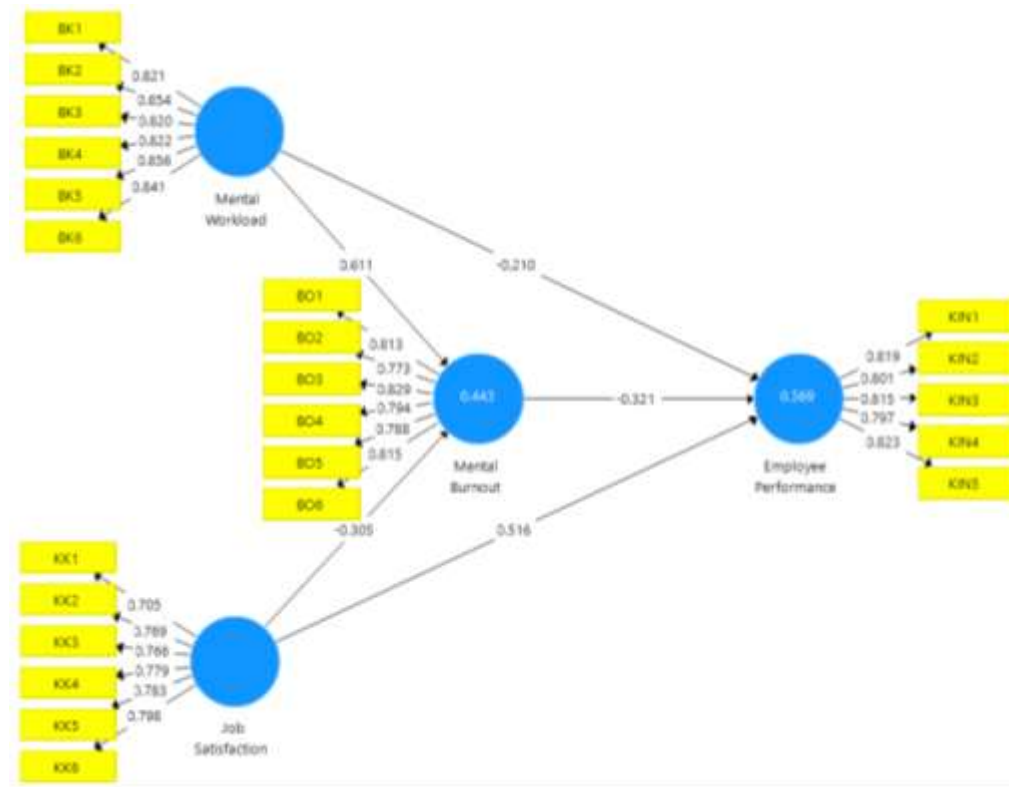 BK1
BK2
BK3
BK4
BK5
BK6
0.821
0.854
0.820
0.822
0.856
0.841
Mental
Workload
0.611
-0.210
BO1
BO2
BO3
BO4
BO5
BO6
0.813
0.773
0.829
0.794
0.788
0.815
0.443
Mental
Burnout
-0.321
0.569
Employee
Performance
0.819
0.801
0.815
0.797
0.823
KIN1
KIN2
KIN3
KIN4
KIN5
-0.305
0.516
KK1
KK2
KK3
KK4
KK5
KK6
0.705
0.769
0.766
0.779
0.783
0.798
Job
Satisfaction